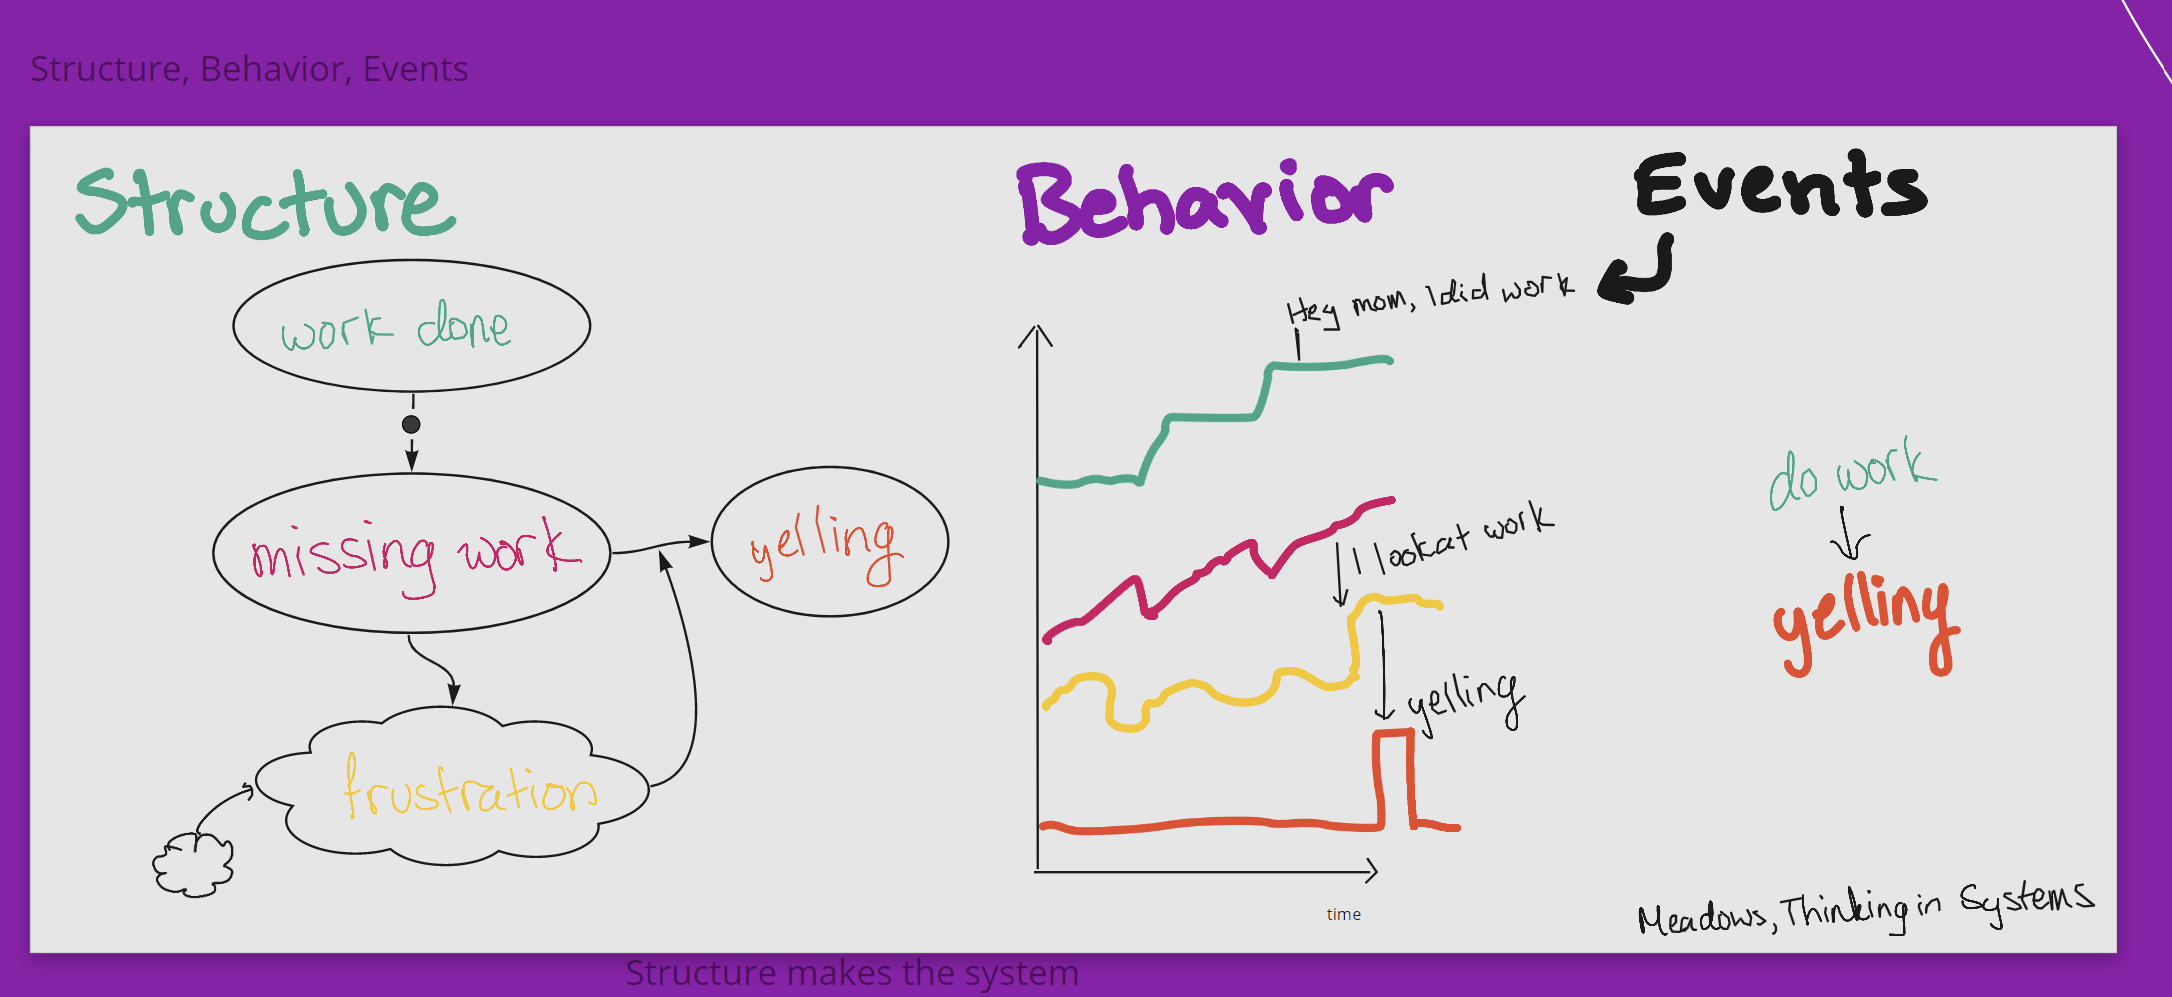 Structure, Behavior, Events
Structure
work done
missing work
yelling
frustration
Behavior
Hey mom, I did work
I'll look at work
yelling
time
Events
do work
yelling
Meadows, Thinking in Systems
Structure makes the system